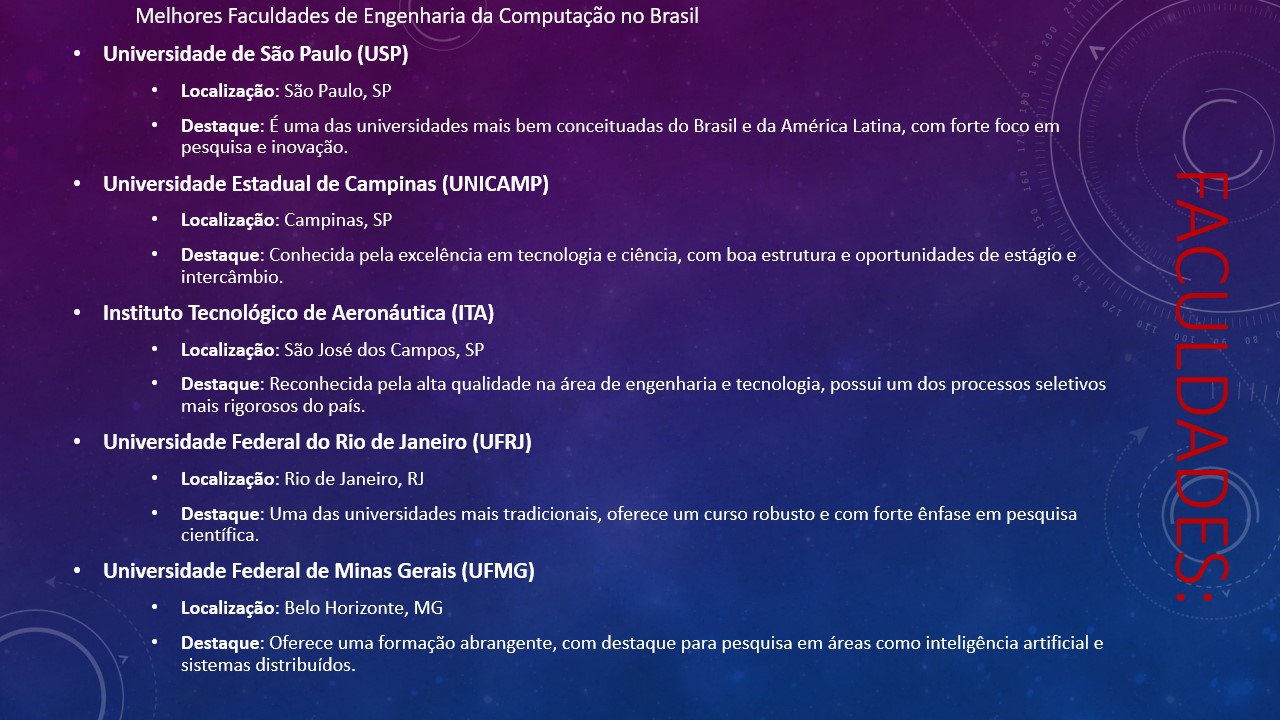 Melhores Faculdades de Engenharia da Computação no Brasil
• Universidade de São Paulo (USP)
• Localização: São Paulo, SP
• Destaque: É uma das universidades mais bem conceituadas do Brasil e da América Latina, com forte foco em
pesquisa e inovação.
• Universidade Estadual de Campinas (UNICAMP)
• Localização: Campinas, SP
• Destaque: Conhecida pela excelência em tecnologia e ciência, com boa estrutura e oportunidades de estágio e
intercâmbio.
• Instituto Tecnológico de Aeronáutica (ITA)
• Localização: São José dos Campos, SP
• Destaque: Reconhecida pela alta qualidade na área de engenharia e tecnologia, possui um dos processos seletivos
mais rigorosos do país.
• Universidade Federal do Rio de Janeiro (UFRJ)
• Localização: Rio de Janeiro, RJ
• Destaque: Uma das universidades mais tradicionais, oferece um curso robusto e com forte ênfase em pesquisa
científica.
• Universidade Federal de Minas Gerais (UFMG)
• Localização: Belo Horizonte, MG
• Destaque: Oferece uma formação abrangente, com destaque para pesquisa em áreas como inteligência artificial e
sistemas distribuídos.
FACULDADES: